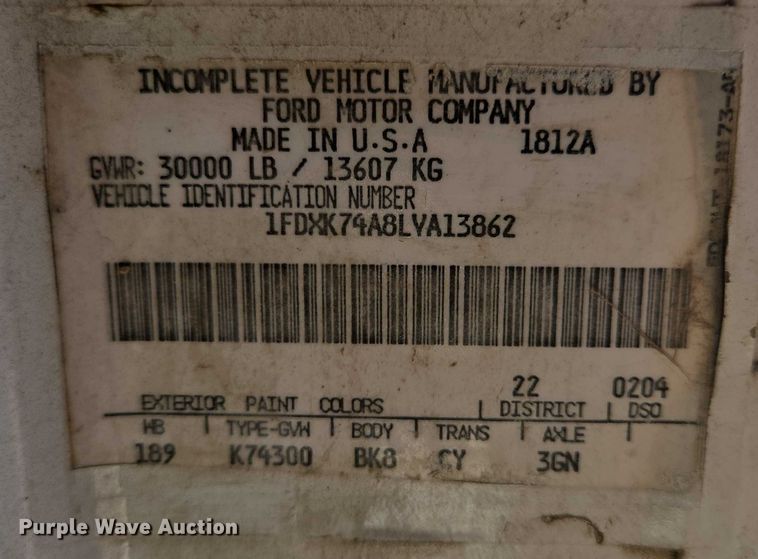 INCOMPLETE VEHICLE MANUFACTURED BY
FORD MOTOR COMPANY
MADE IN U.S.A 1812A
GVWR: 30000 LB / 13607 KG
VEHICLE IDENTIFICATION NUMBER
1FDXK74A8LVA13862
22 0204
EXTERIOR PAINT COLORS DISTRICT DSO
WB TYPE-GVW BODY TRANS AXLE
189 K74300 BK8 CY 3GN
Purple Wave Auction